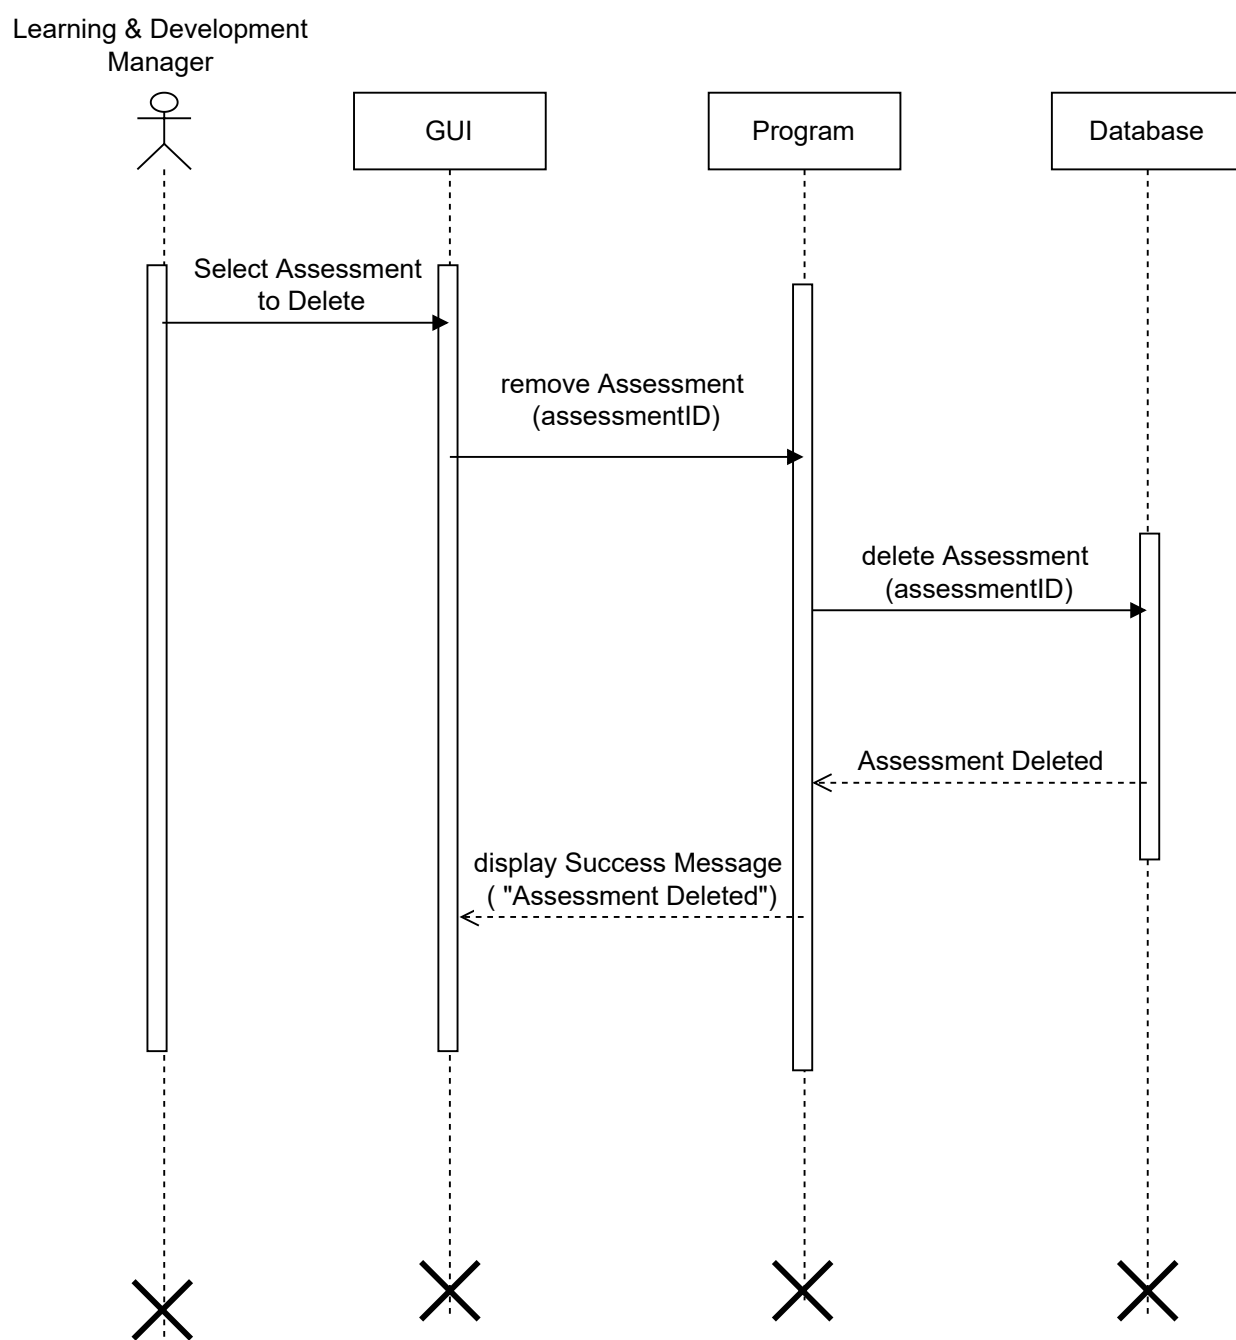 Learning & Development
Manager
GUI
Program
Database
Select Assessment
to Delete
remove Assessment
(assessmentID)
delete Assessment
(assessmentID)
Assessment Deleted
display Success Message
( "Assessment Deleted")